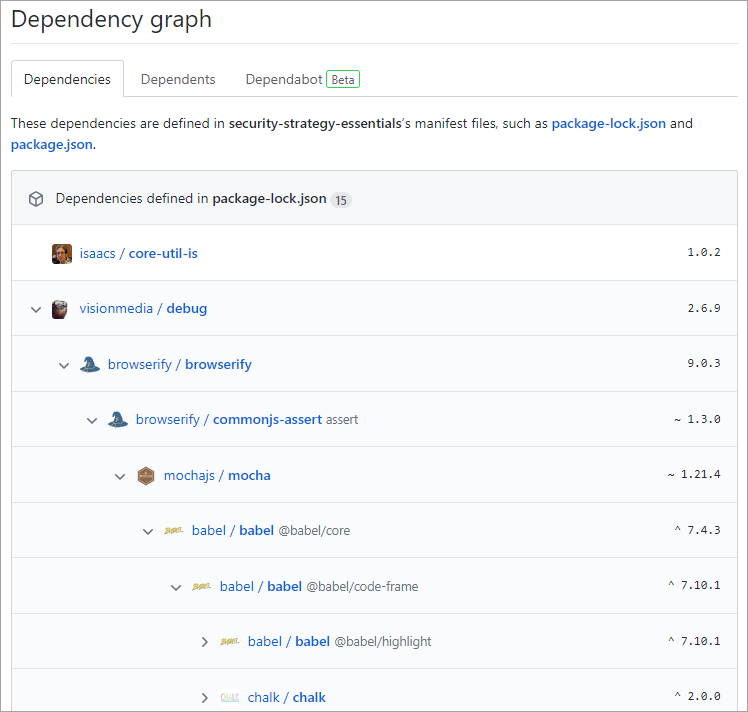 Dependency graph
Dependencies Dependents Dependabot Beta
These dependencies are defined in security-strategy-essentials's manifest files, such as package-lock.json and
package.json.
Dependencies defined in package-lock.json 15
isaacs / core-util-is 1.0.2
visionmedia / debug 2.6.9
browserify / browserify 9.0.3
browserify / commonjs-assert assert ~ 1.3.0
mochajs / mocha ~ 1.21.4
BABEL babel / babel @babel/core ^ 7.4.3
BABEL babel / babel @babel/code-frame ^ 7.10.1
BABEL babel / babel @babel/highlight ^ 7.10.1
CHALK chalk / chalk ^ 2.0.0